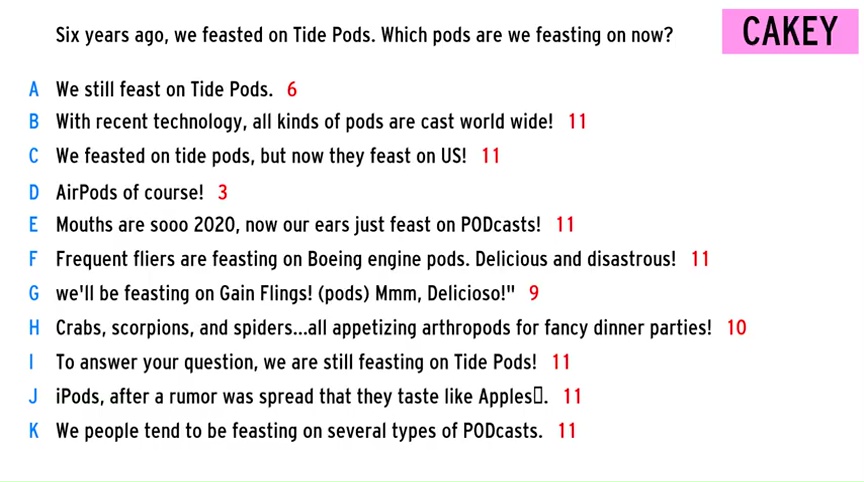 Six years ago, we feasted on Tide Pods. Which pods are we feasting on now?
CAKEY
A We still feast on Tide Pods. 6
B With recent technology, all kinds of pods are cast world wide! 11
C We feasted on tide pods, but now they feast on US! 11
D AirPods of course! 3
E Mouths are sooo 2020, now our ears just feast on PODcasts! 11
F Frequent fliers are feasting on Boeing engine pods. Delicious and disastrous! 11
G we'll be feasting on Gain Flings! (pods) Mmm, Delicioso!" 9
H Crabs, scorpions, and spiders...all appetizing arthropods for fancy dinner parties! 10
I To answer your question, we are still feasting on Tide Pods! 11
J iPods, after a rumor was spread that they taste like Apples▯. 11
K We people tend to be feasting on several types of PODcasts. 11